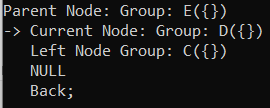 Parent Node: Group: E({})
-> Current Node: Group: D({})
Left Node Group: C({})
NULL
Back;